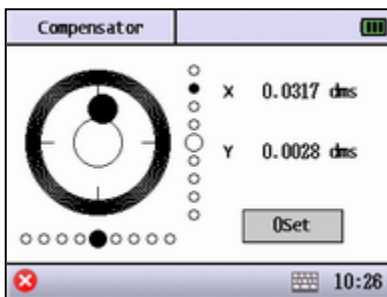 Compensator
X 0.0317 dms
Y 0.0028 dms
0Set
10:26